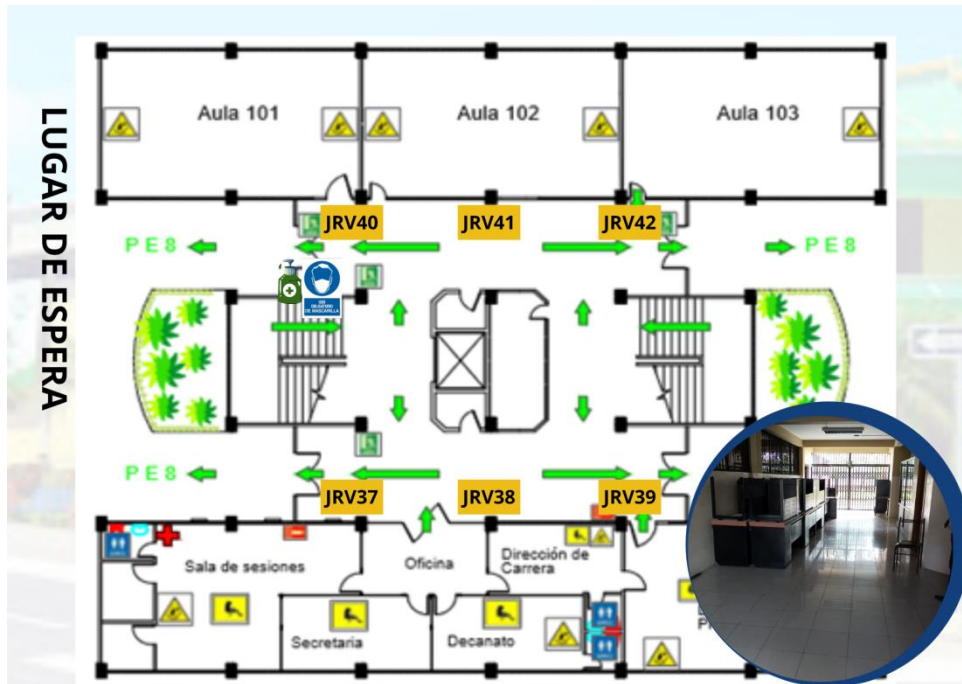 LUGAR DE ESPERA
Aula 101
Aula 102
Aula 103
JRV40
JRV41
JRV42
PE8
PE8
USO
OBLIGATORIO
DE MASCARILLA
PE8
JRV37
JRV38
JRV39
Sala de sesiones
Oficina
Dirección de
Carrera
Secretaria
Decanato